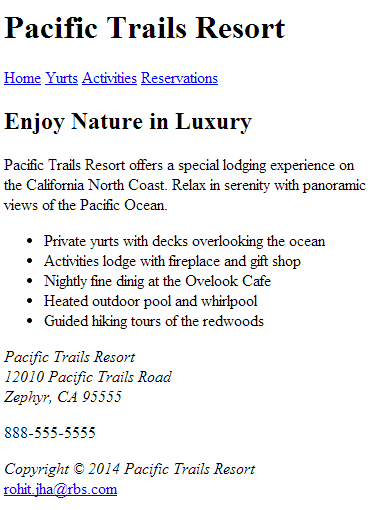 Pacific Trails Resort
Home Yurts Activities Reservations
Enjoy Nature in Luxury
Pacific Trails Resort offers a special lodging experience on
the California North Coast. Relax in serenity with panoramic
views of the Pacific Ocean.
• Private yurts with decks overlooking the ocean
• Activities lodge with fireplace and gift shop
• Nightly fine dinig at the Ovelook Cafe
• Heated outdoor pool and whirlpool
• Guided hiking tours of the redwoods
Pacific Trails Resort
12010 Pacific Trails Road
Zephyr, CA 95555
888-555-5555
Copyright © 2014 Pacific Trails Resort
rohit.jha@rbs.com